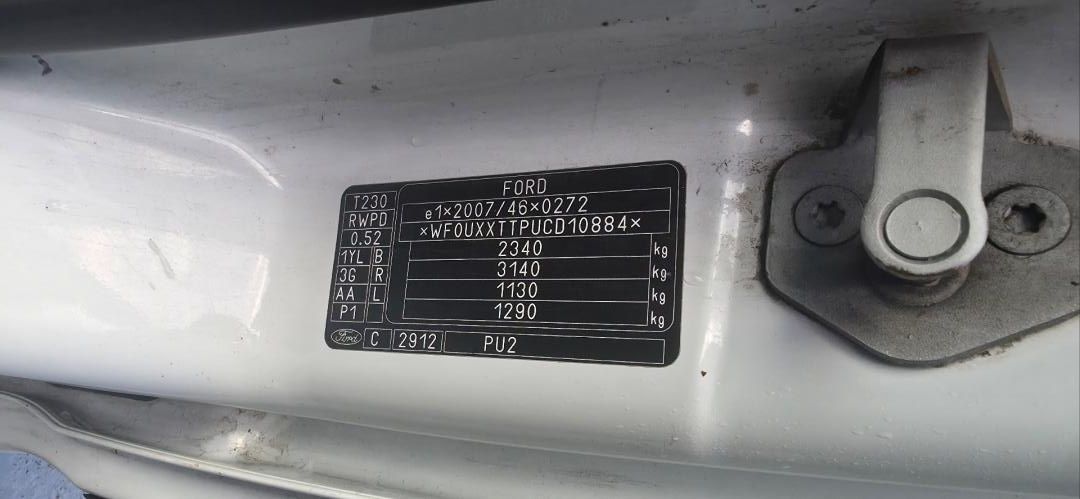 FORD
e1×2007/46×0272
×WF0UXXTTPUCD10884×
2340 kg
3140 kg
1130 kg
1290 kg
T230
RWPD
0.52
1YL B
3G R
AA L
P1
Ford C 2912 PU2